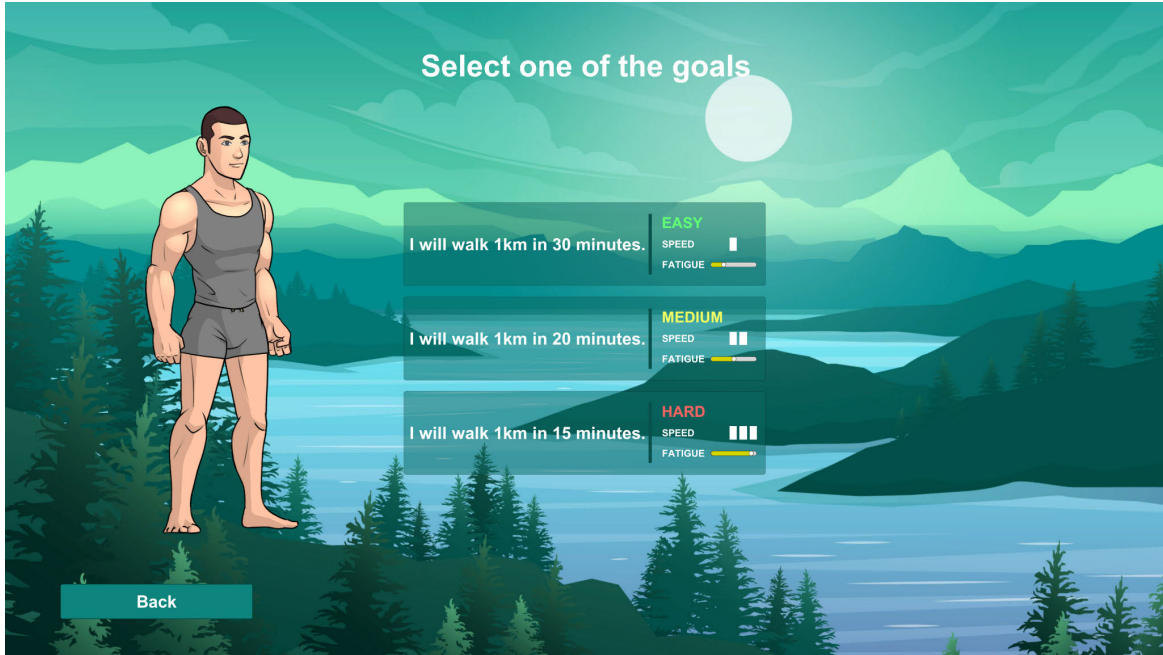 Select one of the goals
I will walk 1km in 30 minutes.
EASY
SPEED
FATIGUE
I will walk 1km in 20 minutes.
MEDIUM
SPEED
FATIGUE
I will walk 1km in 15 minutes.
HARD
SPEED
FATIGUE
Back